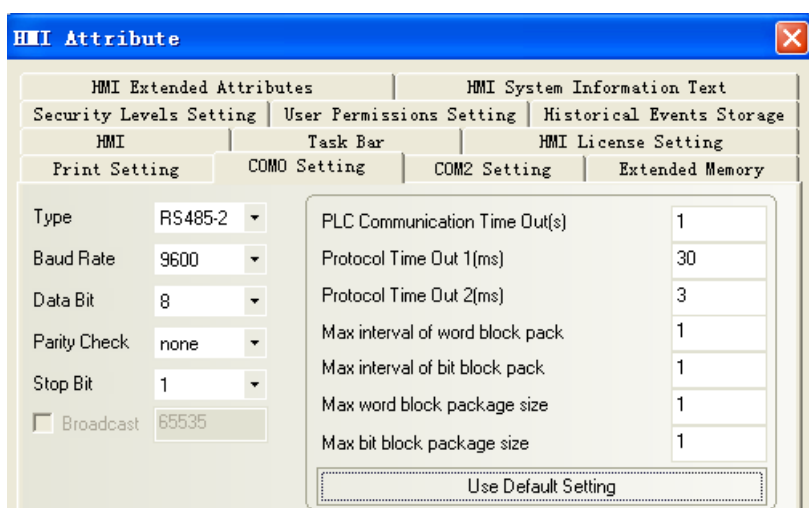 HMI Attribute
HMI Extended Attributes
HMI System Information Text
Security Levels Setting
User Permissions Setting
Historical Events Storage
HMI
Task Bar
HMI License Setting
Print Setting
COM0 Setting
COM2 Setting
Extended Memory
Type
RS485-2
Baud Rate
9600
Data Bit
8
Parity Check
none
Stop Bit
1
Broadcast
65535
PLC Communication Time Out(s)
1
Protocol Time Out 1(ms)
30
Protocol Time Out 2(ms)
3
Max interval of word block pack
1
Max interval of bit block pack
1
Max word block package size
1
Max bit block package size
1
Use Default Setting